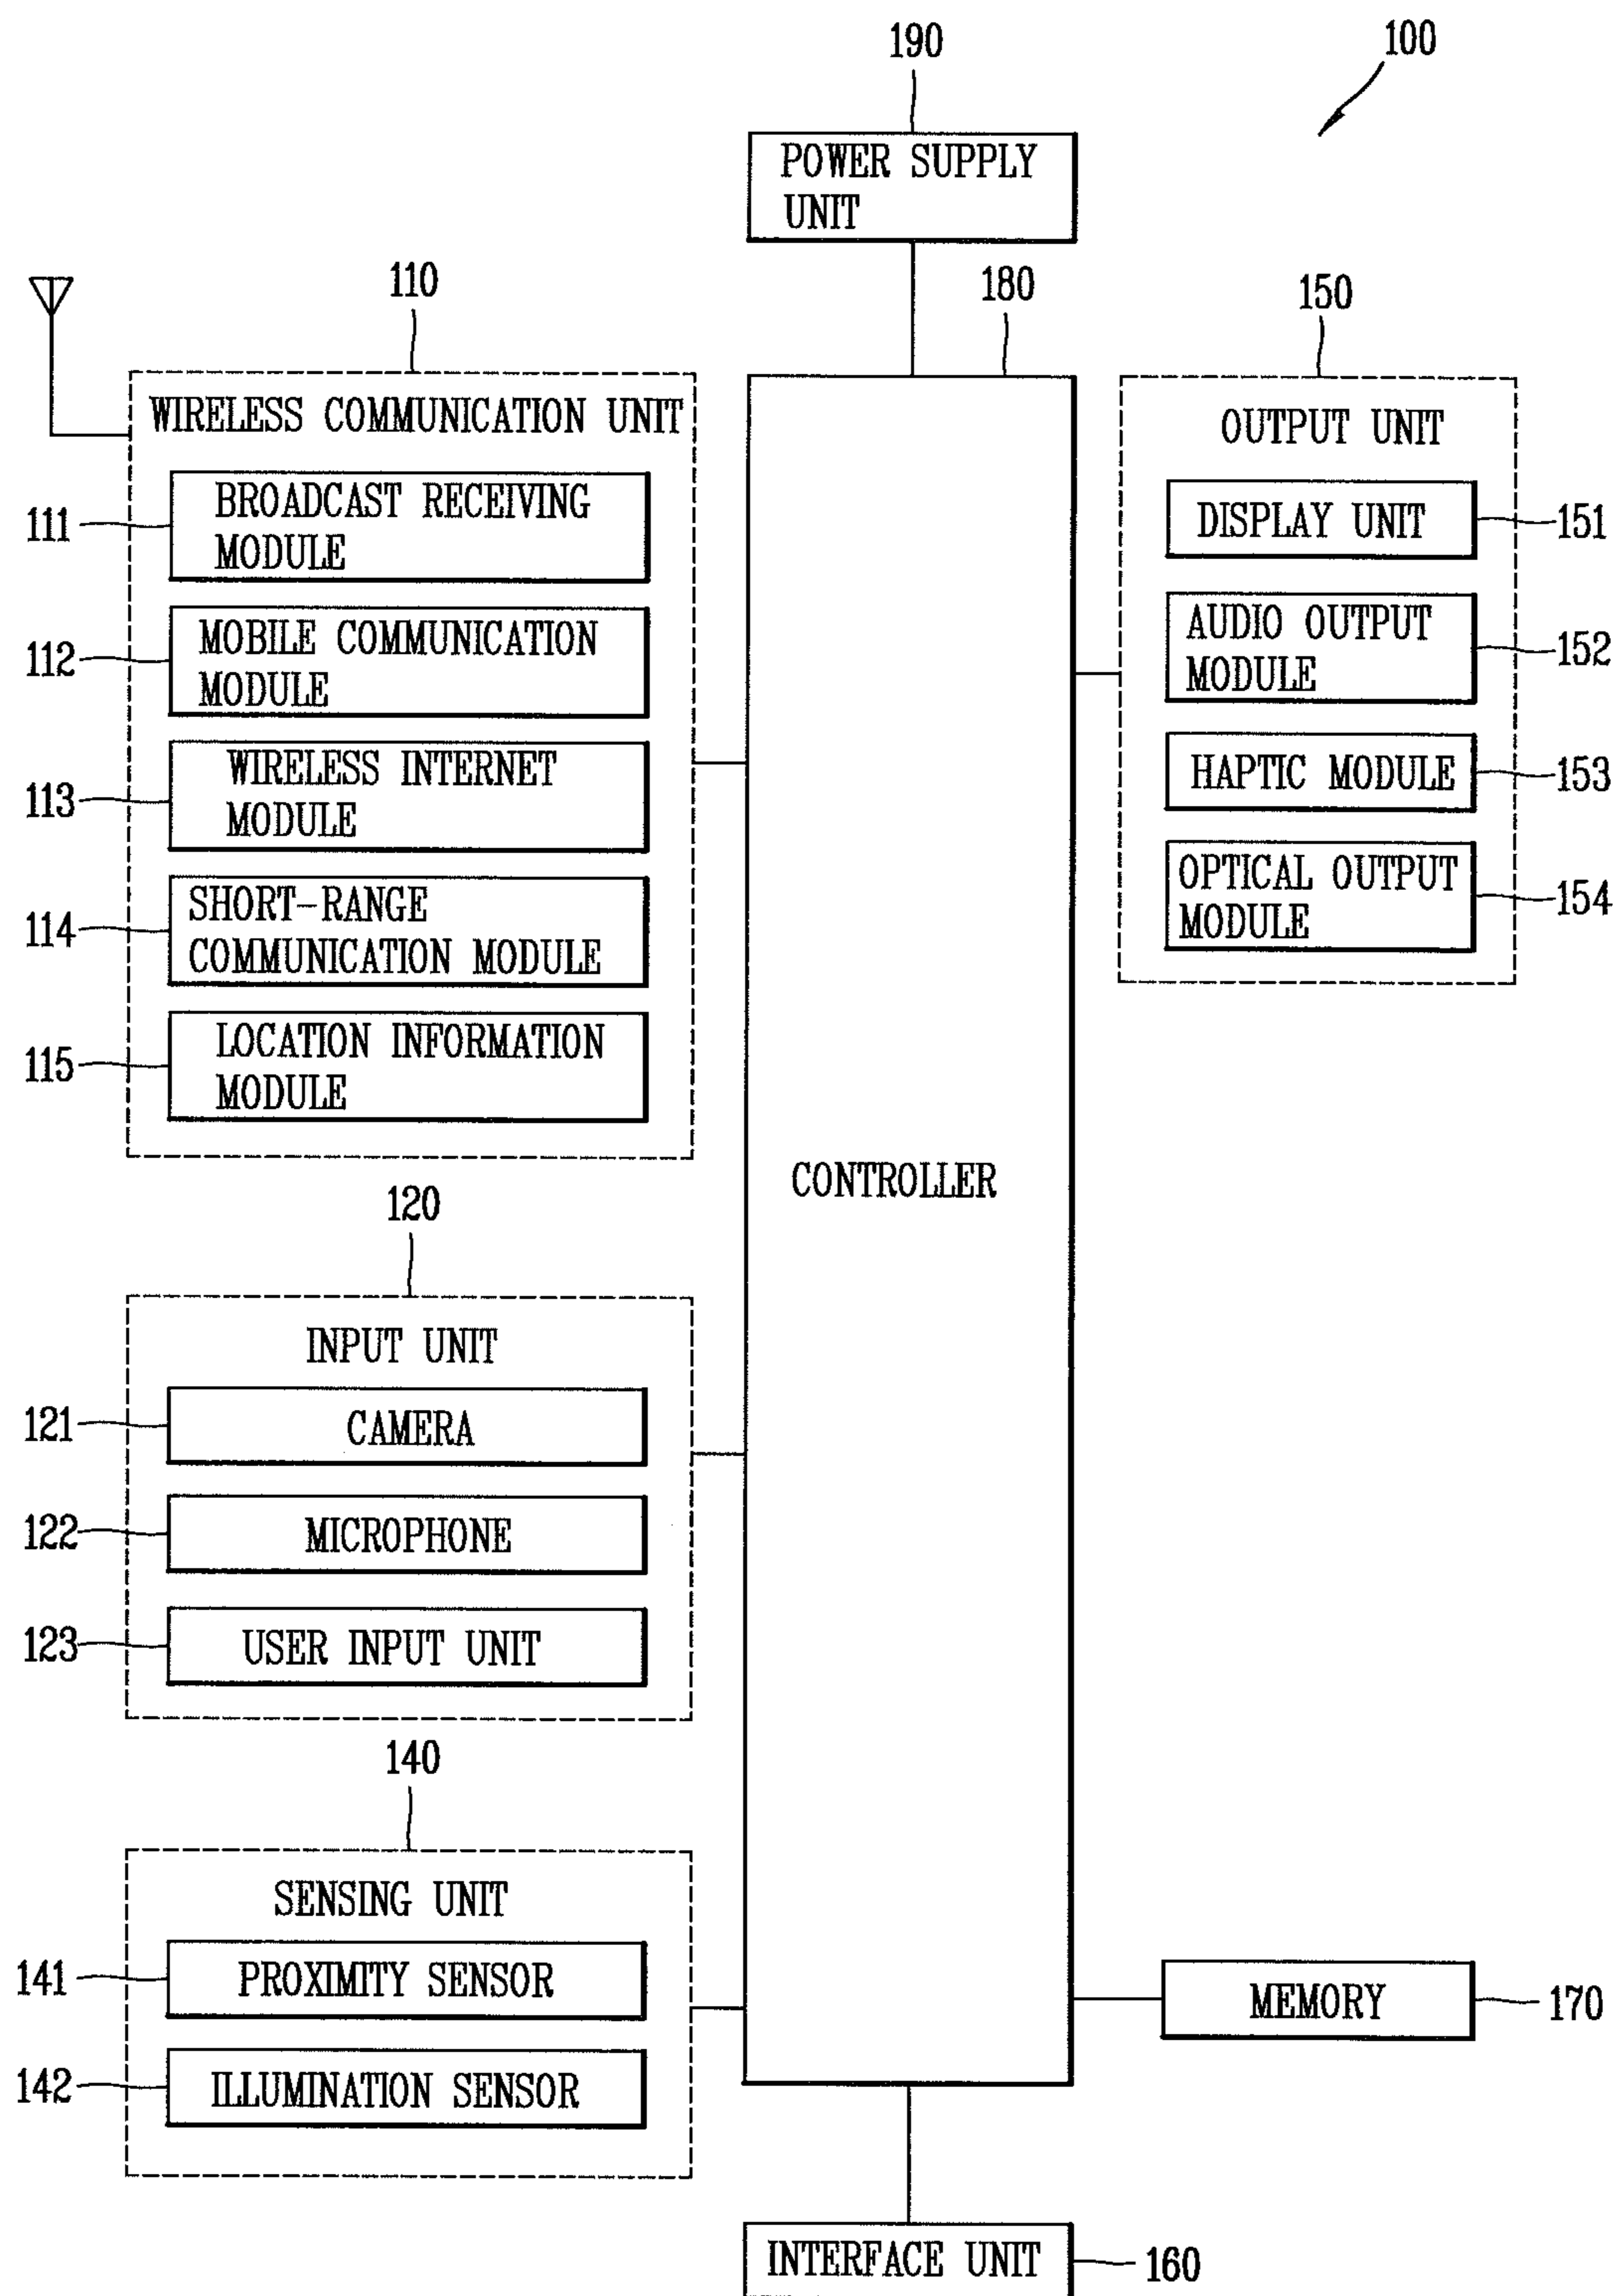 190
100
POWER SUPPLY
UNIT
110
180
150
WIRELESS COMMUNICATION UNIT
111
BROADCAST RECEIVING
MODULE
112
MOBILE COMMUNICATION
MODULE
113
WIRELESS INTERNET
MODULE
114
SHORT-RANGE
COMMUNICATION MODULE
115
LOCATION INFORMATION
MODULE
CONTROLLER
OUTPUT UNIT
DISPLAY UNIT
151
AUDIO OUTPUT
MODULE
152
HAPTIC MODULE
153
OPTICAL OUTPUT
MODULE
154
120
INPUT UNIT
121
CAMERA
122
MICROPHONE
123
USER INPUT UNIT
140
SENSING UNIT
141
PROXIMITY SENSOR
142
ILLUMINATION SENSOR
MEMORY
170
INTERFACE UNIT
160